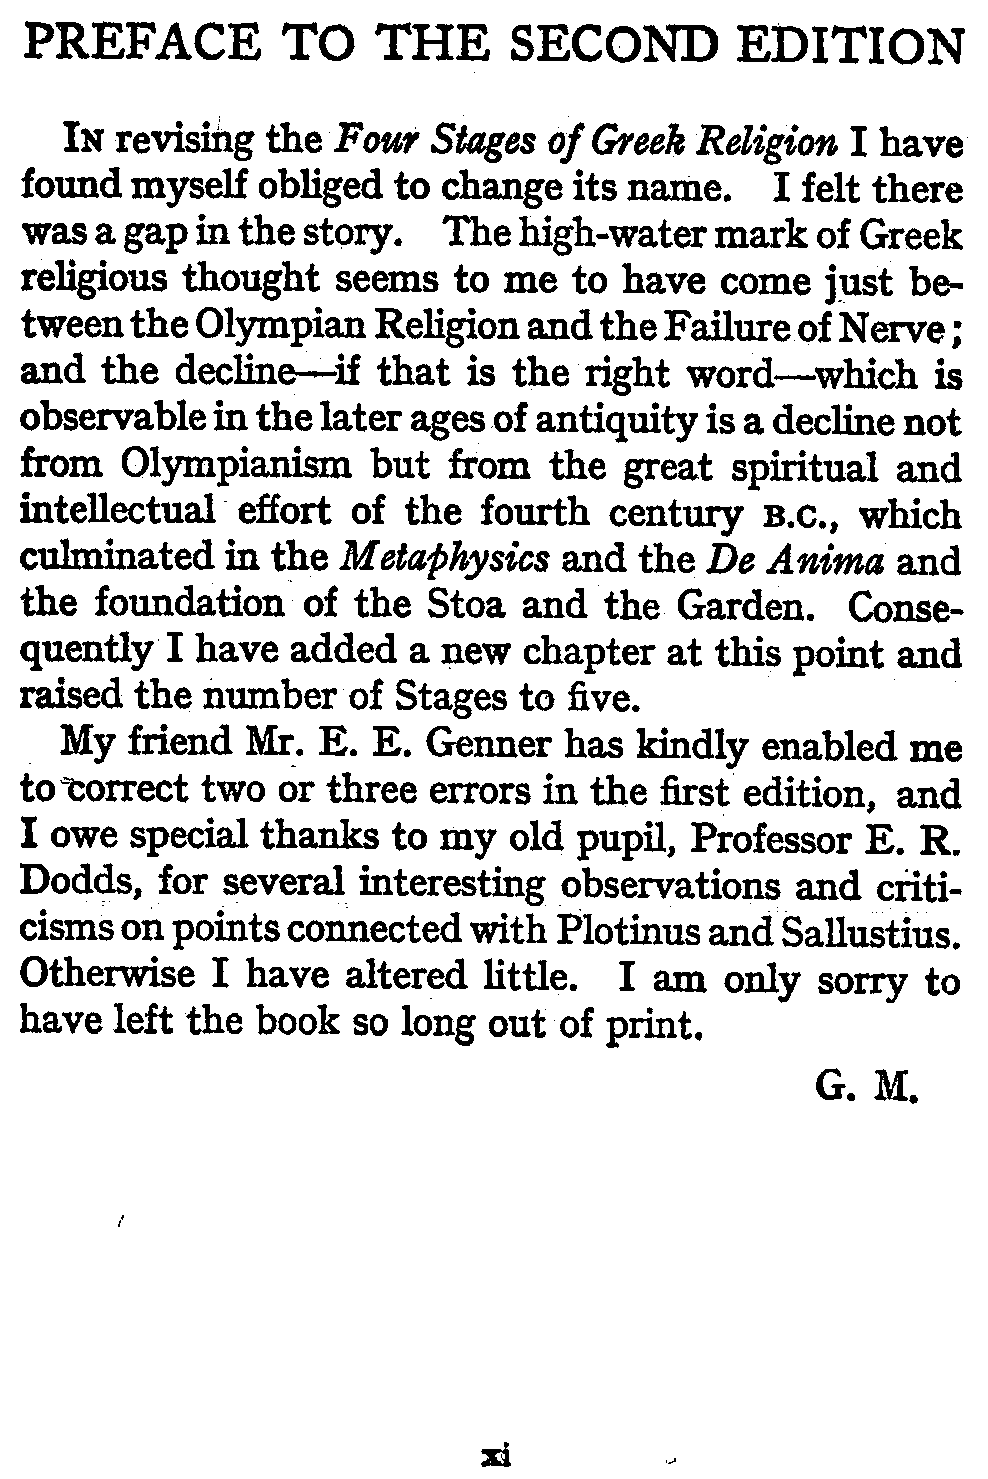 PREFACE TO THE SECOND EDITION
In revising the Four Stages of Greek Religion I have
found myself obliged to change its name. I felt there
was a gap in the story. The high-water mark of Greek
religious thought seems to me to have come just be-
tween the Olympian Religion and the Failure of Nerve;
and the decline—if that is the right word—which is
observable in the later ages of antiquity is a decline not
from Olympianism but from the great spiritual and
intellectual effort of the fourth century B.C., which
culminated in the Metaphysics and the De Anima and
the foundation of the Stoa and the Garden. Conse-
quently I have added a new chapter at this point and
raised the number of Stages to five.
My friend Mr. E. E. Genner has kindly enabled me
to correct two or three errors in the first edition, and
I owe special thanks to my old pupil, Professor E. R.
Dodds, for several interesting observations and criti-
cisms on points connected with Plotinus and Sallustius.
Otherwise I have altered little. I am only sorry to
have left the book so long out of print.
G. M.
xi